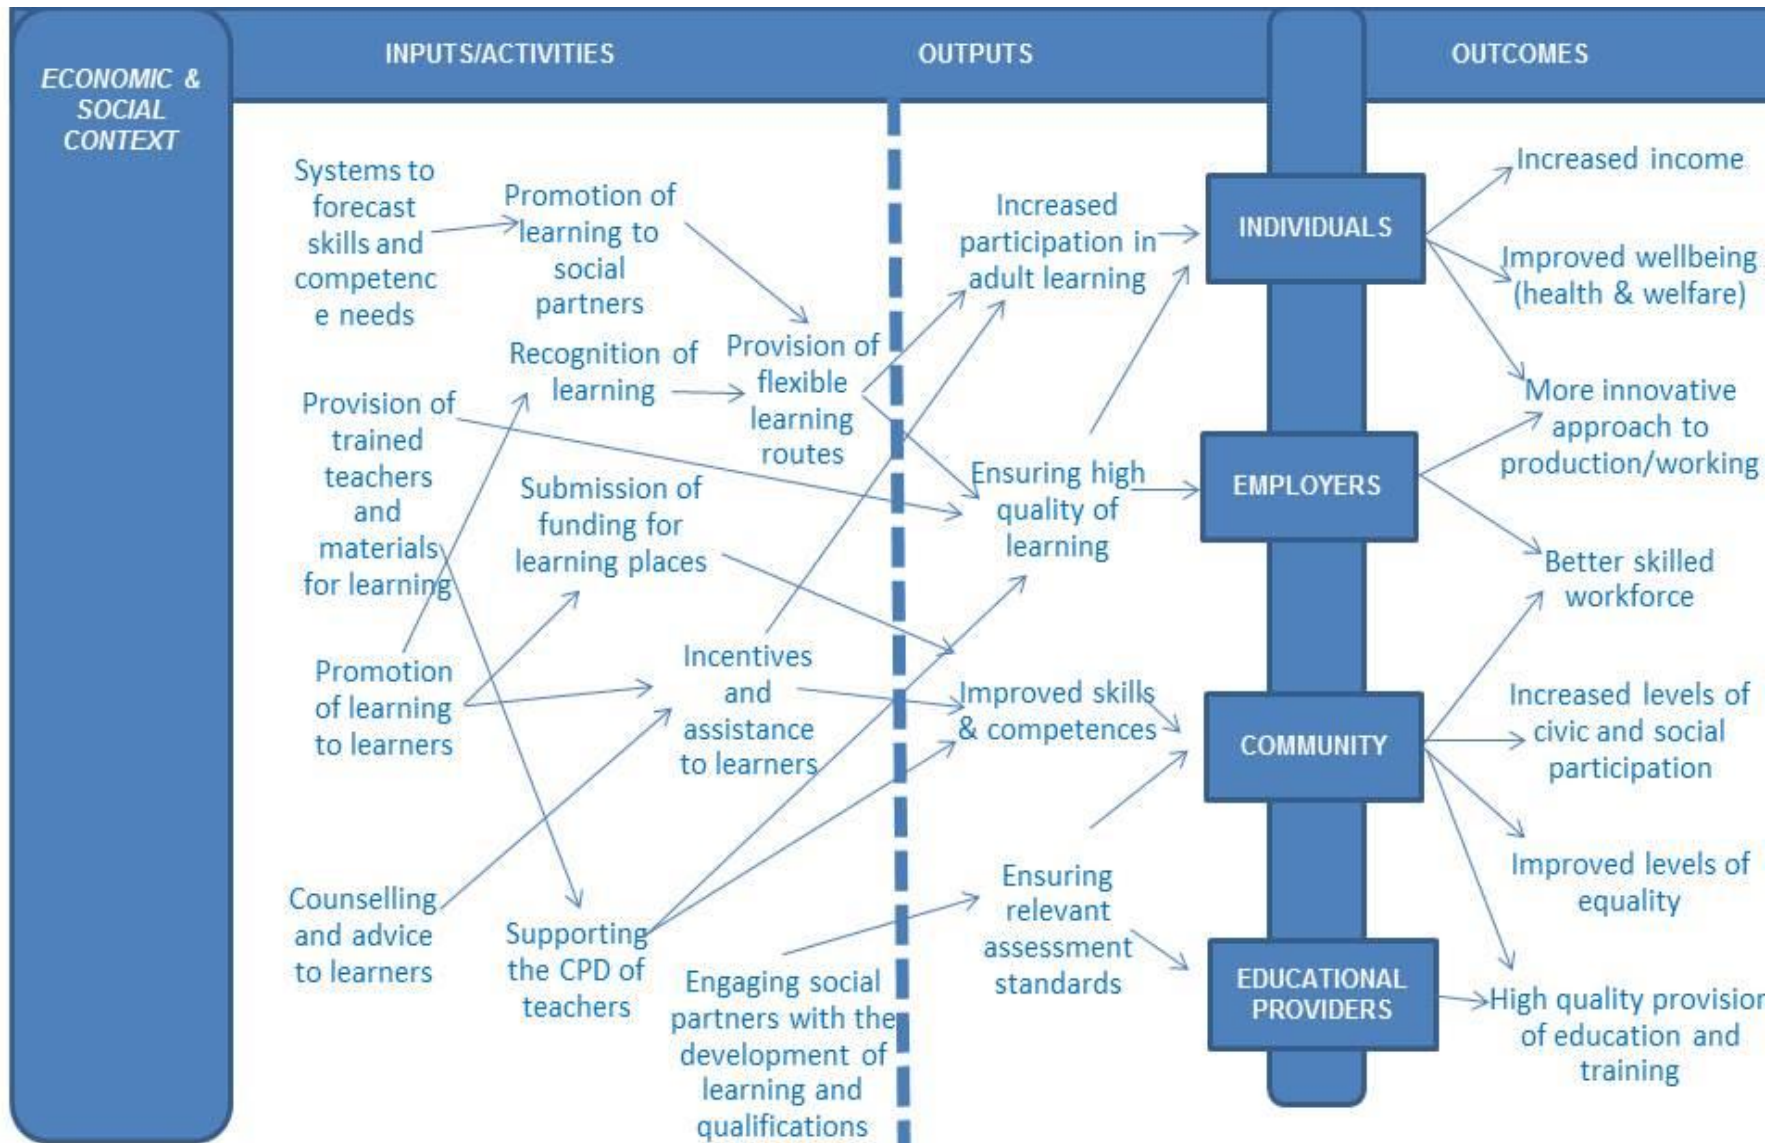 ECONOMIC &
SOCIAL
CONTEXT
INPUTS/ACTIVITIES
OUTPUTS
OUTCOMES
Systems to
forecast
skills and
competenc
e needs
Promotion of
learning to
social
partners
Recognition of
learning
Provision of
flexible
learning
routes
Provision of
trained
teachers
and
materials
for learning
Submission of
funding for
learning places
Promotion
of learning
to learners
Incentives
and
assistance
to learners
Counselling
and advice
to learners
Supporting
the CPD of
teachers
Engaging social
partners with the
development of
learning and
qualifications
Increased
participation in
adult learning
Ensuring high
quality of
learning
Improved skills
& competences
Ensuring
relevant
assessment
standards
INDIVIDUALS
EMPLOYERS
COMMUNITY
EDUCATIONAL
PROVIDERS
Increased income
Improved wellbeing
(health & welfare)
More innovative
approach to
production/working
Better skilled
workforce
Increased levels of
civic and social
participation
Improved levels of
equality
High quality provision
of education and
training